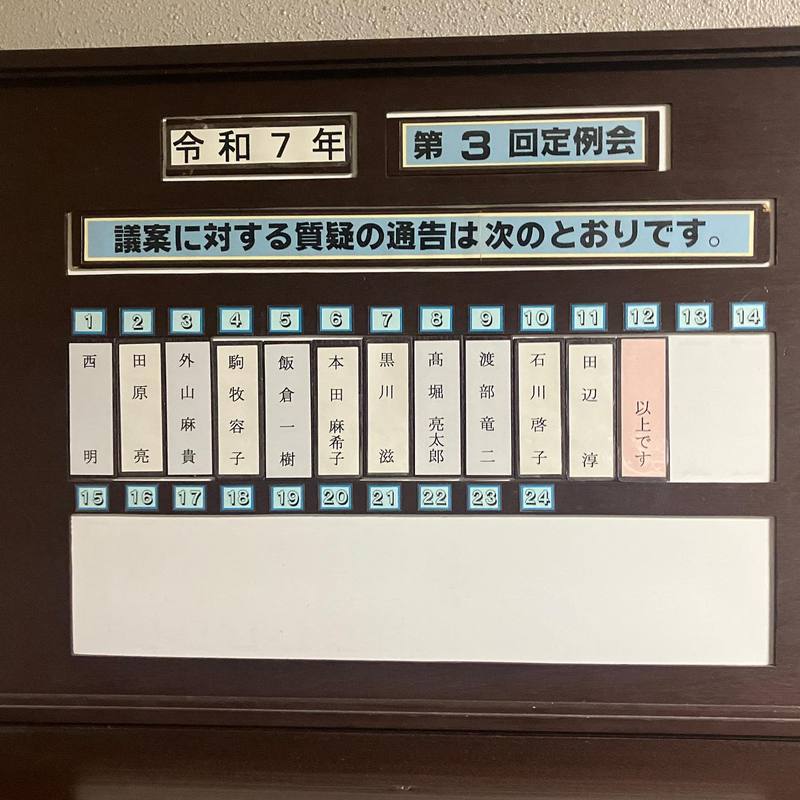 令和7年
第3回定例会
議案に対する質疑の通告は次のとおりです。
1 2 3 4 5 6 7 8 9 10 11 12 13 14
西 明
田原 亮
外山麻貴
駒牧容子
飯倉一樹
本田麻希子
黒川 滋
髙堀亮太郎
渡部竜二
石川啓子
田辺 淳
以上です
15 16 17 18 19 20 21 22 23 24